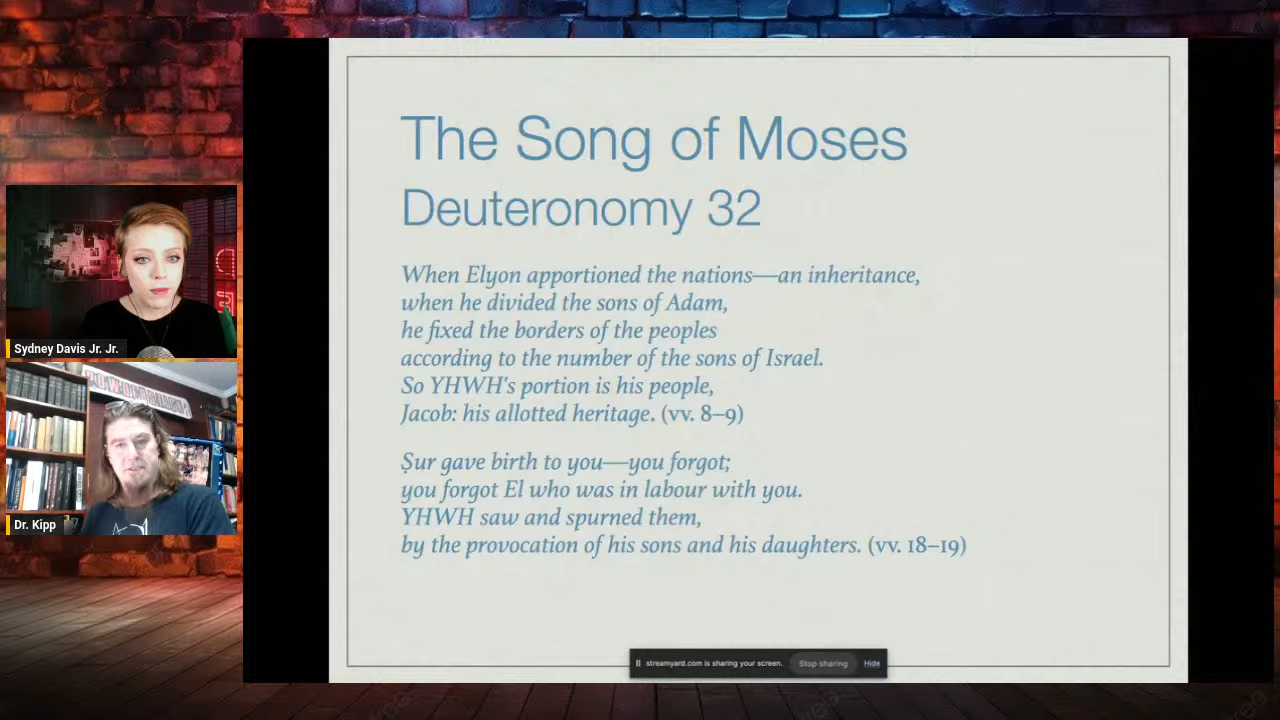 The Song of Moses
Deuteronomy 32
When Elyon apportioned the nations—an inheritance,
when he divided the sons of Adam,
he fixed the borders of the peoples
according to the number of the sons of Israel.
So YHWH's portion is his people,
Jacob: his allotted heritage. (vv. 8–9)
Ṣur gave birth to you—you forgot;
you forgot El who was in labour with you.
YHWH saw and spurned them,
by the provocation of his sons and his daughters. (vv. 18–19)
Sydney Davis Jr. Jr.
Dr. Kipp
streamyard.com is sharing your screen.
Stop sharing
Hide